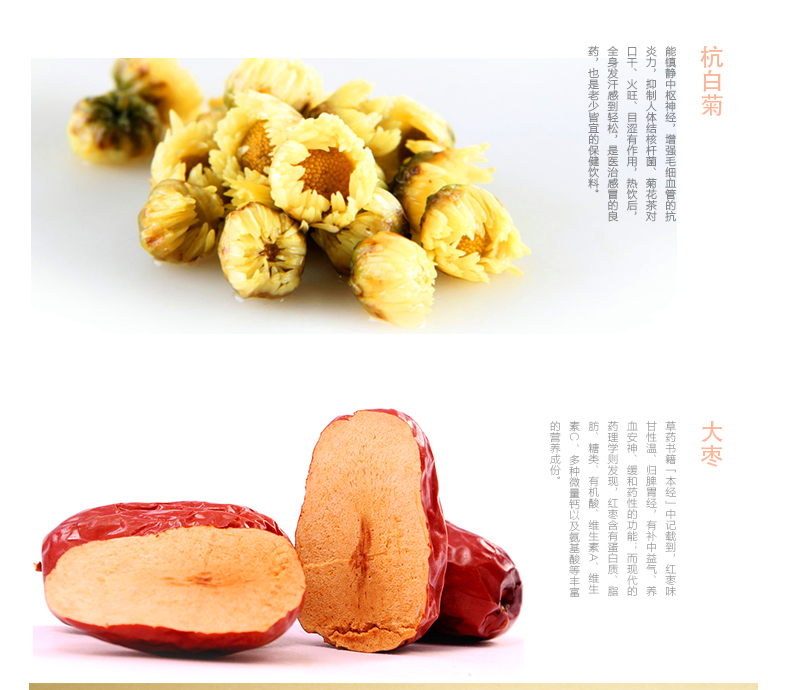 杭白菊
能镇静中枢神经，增强毛细血管的抗
炎力，抑制人体结核杆菌、菊花茶对
口干、火旺、目涩有作用，热饮后，
全身发汗感到轻松，是医治感冒的良
药，也是老少皆宜的保健饮料。
大枣
草药书籍「本经」中记载到，红枣味
甘性温、归脾胃经，有补中益气、养
血安神、缓和药性的功能；而现代的
药理学则发现，红枣含有蛋白质、脂
肪、糖类、有机酸、维生素A、维生
素C、多种微量钙以及氨基酸等丰富
的营养成份。